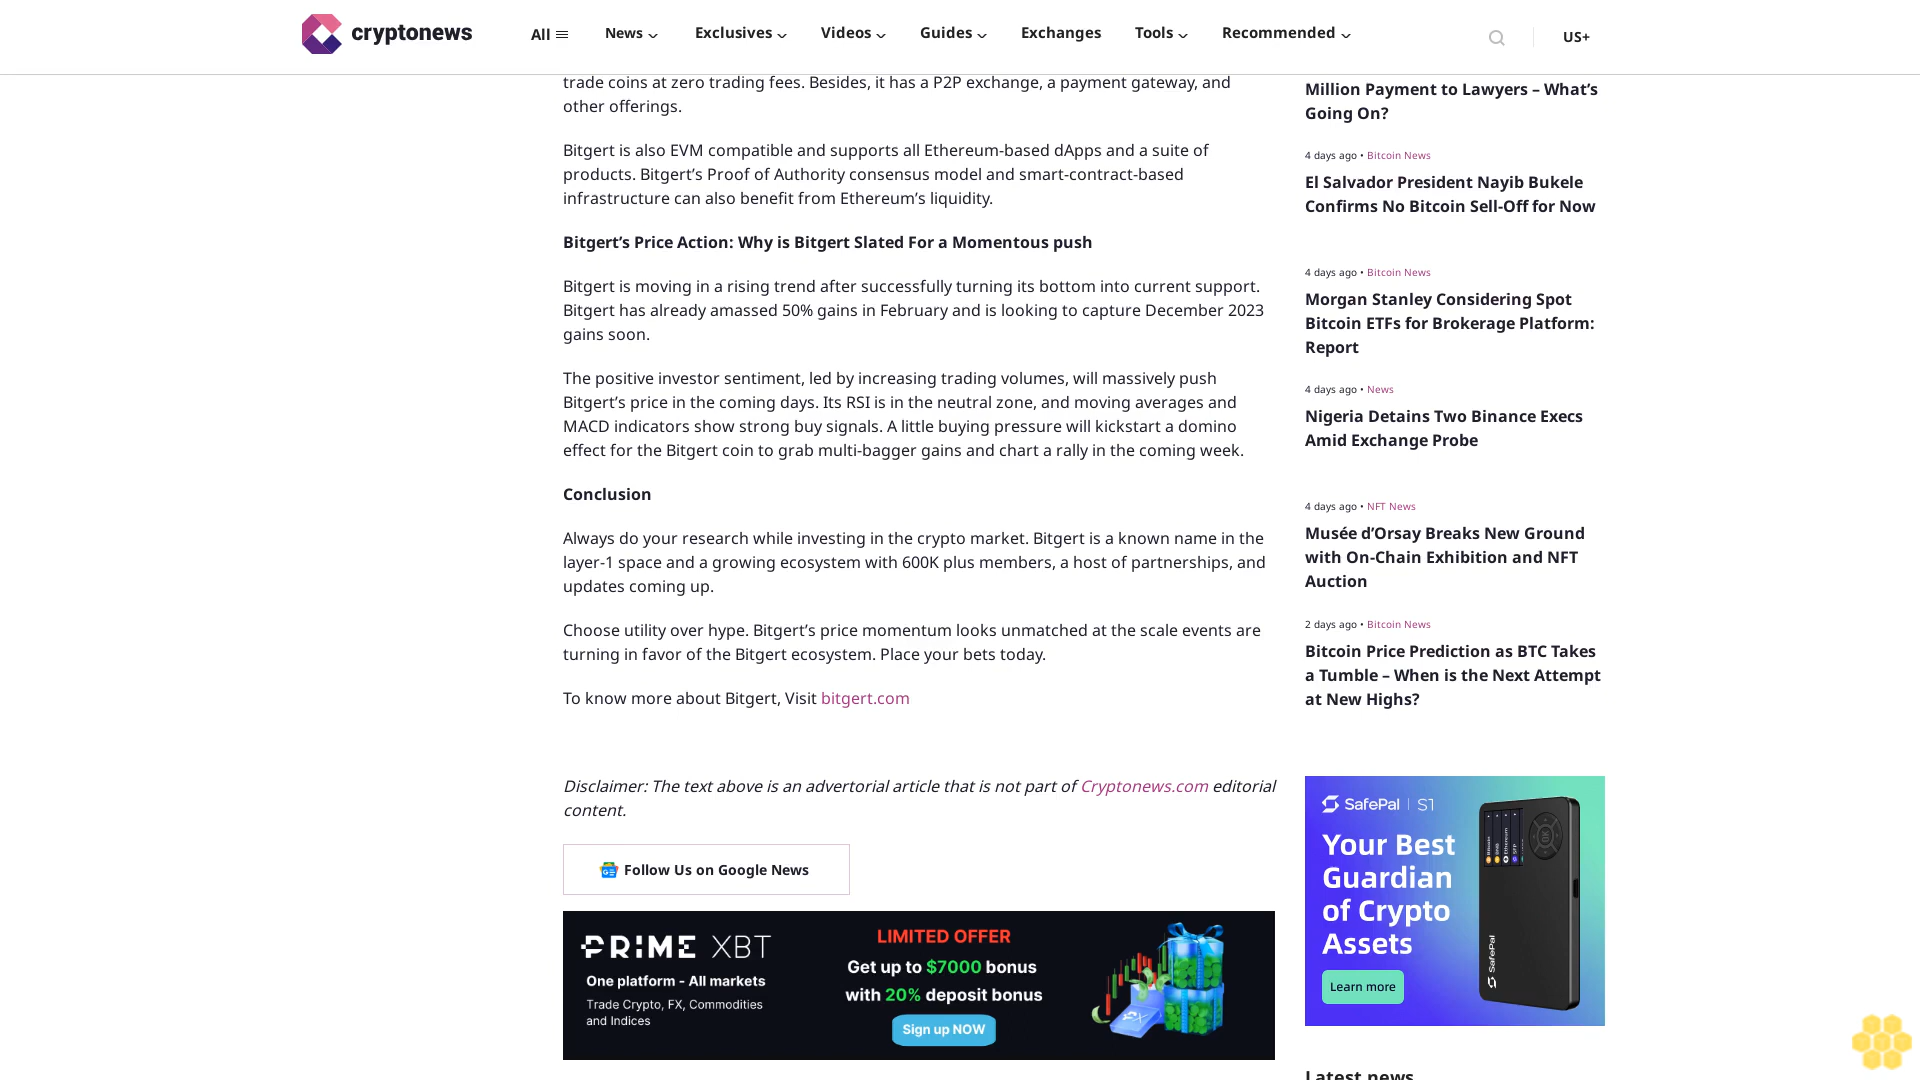 cryptonews
All
News
Exclusives
Videos
Guides
Exchanges
Tools
Recommended
US+
trade coins at zero trading fees. Besides, it has a P2P exchange, a payment gateway, and
other offerings.
Bitgert is also EVM compatible and supports all Ethereum-based dApps and a suite of
products. Bitgert’s Proof of Authority consensus model and smart-contract-based
infrastructure can also benefit from Ethereum’s liquidity.
Bitgert’s Price Action: Why is Bitgert Slated For a Momentous push
Bitgert is moving in a rising trend after successfully turning its bottom into current support.
Bitgert has already amassed 50% gains in February and is looking to capture December 2023
gains soon.
The positive investor sentiment, led by increasing trading volumes, will massively push
Bitgert’s price in the coming days. Its RSI is in the neutral zone, and moving averages and
MACD indicators show strong buy signals. A little buying pressure will kickstart a domino
effect for the Bitgert coin to grab multi-bagger gains and chart a rally in the coming week.
Conclusion
Always do your research while investing in the crypto market. Bitgert is a known name in the
layer-1 space and a growing ecosystem with 600K plus members, a host of partnerships, and
updates coming up.
Choose utility over hype. Bitgert’s price momentum looks unmatched at the scale events are
turning in favor of the Bitgert ecosystem. Place your bets today.
To know more about Bitgert, Visit bitgert.com
Disclaimer: The text above is an advertorial article that is not part of Cryptonews.com editorial
content.
Follow Us on Google News
PRIME XBT
One platform - All markets
Trade Crypto, FX, Commodities
and Indices
LIMITED OFFER
Get up to $7000 bonus
with 20% deposit bonus
Sign up NOW
Million Payment to Lawyers – What’s
Going On?
4 days ago • Bitcoin News
El Salvador President Nayib Bukele
Confirms No Bitcoin Sell-Off for Now
4 days ago • Bitcoin News
Morgan Stanley Considering Spot
Bitcoin ETFs for Brokerage Platform:
Report
4 days ago • News
Nigeria Detains Two Binance Execs
Amid Exchange Probe
4 days ago • NFT News
Musée d’Orsay Breaks New Ground
with On-Chain Exhibition and NFT
Auction
2 days ago • Bitcoin News
Bitcoin Price Prediction as BTC Takes
a Tumble – When is the Next Attempt
at New Highs?
SafePal | S1
Your Best
Guardian
of Crypto
Assets
Learn more
SafePal
Latest news